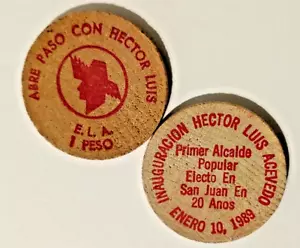 ABRE PASO CON HECTOR LUIS
E. L. A.
1 PESO
INAUGURACION HECTOR LUIS ACEVEDO
Primer Alcalde
Popular
Electo En
San Juan En
20 Anos
ENERO 10, 1989